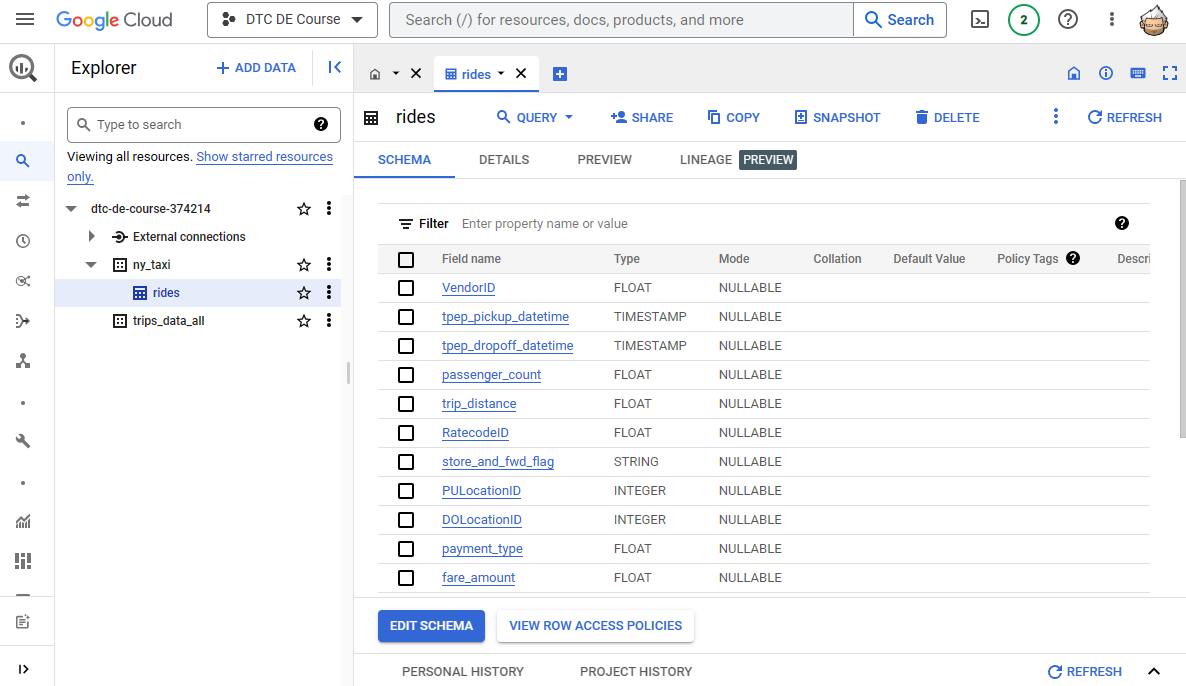 Google Cloud DTC DE Course Search (/) for resources, docs, products, and more Search 2 ?
Explorer ADD DATA
rides
Type to search ?
Viewing all resources. Show starred resources
only.
dtc-de-course-374214
External connections
ny_taxi
rides
trips_data_all
rides QUERY SHARE COPY SNAPSHOT DELETE REFRESH
SCHEMA DETAILS PREVIEW LINEAGE PREVIEW
Filter Enter property name or value ?
Field name Type Mode Collation Default Value Policy Tags ? Descri
VendorID FLOAT NULLABLE
tpep_pickup_datetime TIMESTAMP NULLABLE
tpep_dropoff_datetime TIMESTAMP NULLABLE
passenger_count FLOAT NULLABLE
trip_distance FLOAT NULLABLE
RatecodeID FLOAT NULLABLE
store_and_fwd_flag STRING NULLABLE
PULocationID INTEGER NULLABLE
DOLocationID INTEGER NULLABLE
payment_type FLOAT NULLABLE
fare_amount FLOAT NULLABLE
EDIT SCHEMA VIEW ROW ACCESS POLICIES
PERSONAL HISTORY PROJECT HISTORY REFRESH